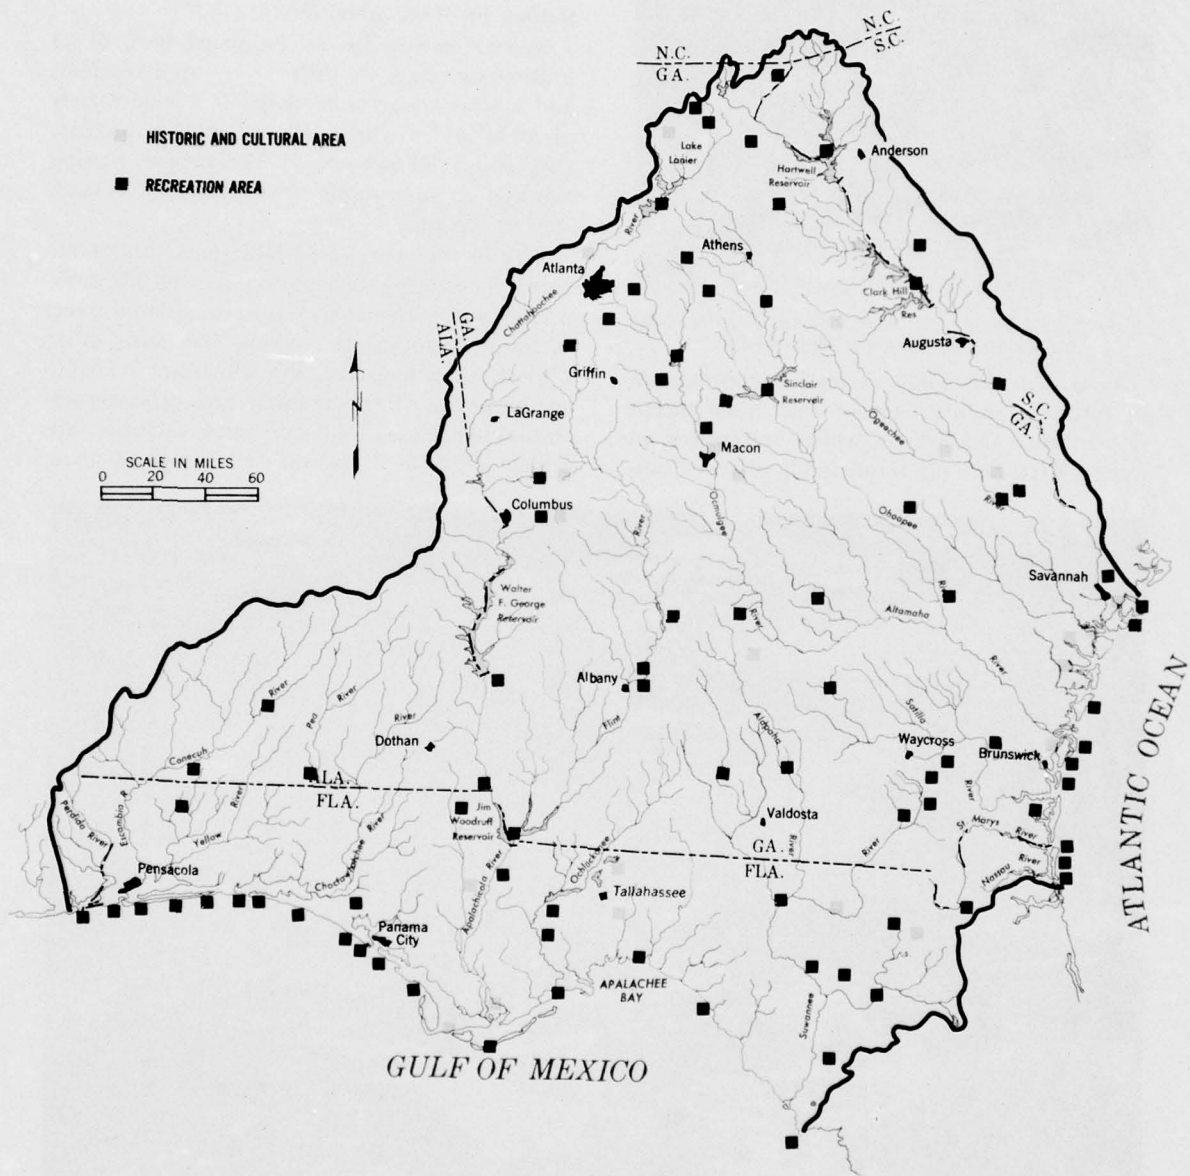 N.C.
S.C.
N.C.
GA.
HISTORIC AND CULTURAL AREA
RECREATION AREA
Lake
Lanier
Hartwell
Reservoir
Anderson
River
Athens
Atlanta
Chattahoochee
Clark Hill
Res
GA.
ALA.
Augusta
Griffin
Sinclair
Reservoir
S.C.
GA.
LaGrange
Ogeechee
Macon
SCALE IN MILES
0 20 40 60
Columbus
River
Ocmulgee
Ohoopee
River
Savannah
Walter
F. George
Reservoir
River
River
Altamaha
River
Albany
Flint
River
Pea
River
River
Dothan
Conecuh
Alapaha
Satilla
Waycross
Brunswick
ALA.
FLA.
River
River
Perdido River
Escambia R
Yellow
Choctawhatchee
River
Jim
Woodruff
Reservoir
Valdosta
GA.
FLA.
River
River
St Marys
River
Nassau
River
Pensacola
Apalachicola
River
Ochlockonee
Tallahassee
Panama
City
APALACHEE
BAY
Suwannee
GULF OF MEXICO
ATLANTIC OCEAN